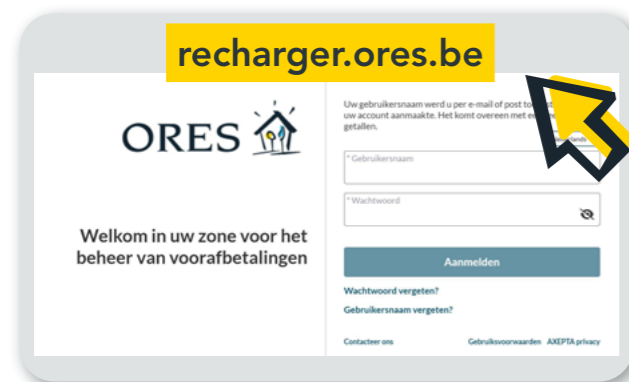 recharger.ores.be
ORES
Welkom in uw zone voor het
beheer van voorafbetalingen
Uw gebruikersnaam werd u per e-mail of post
uw account aanmaakte. Het komt overeen met
getallen.
* Gebruikersnaam
* Wachtwoord
Aanmelden
Wachtwoord vergeten?
Gebruikersnaam vergeten?
Contacteer ons Gebruiksvoorwaarden AXEPTA privacy